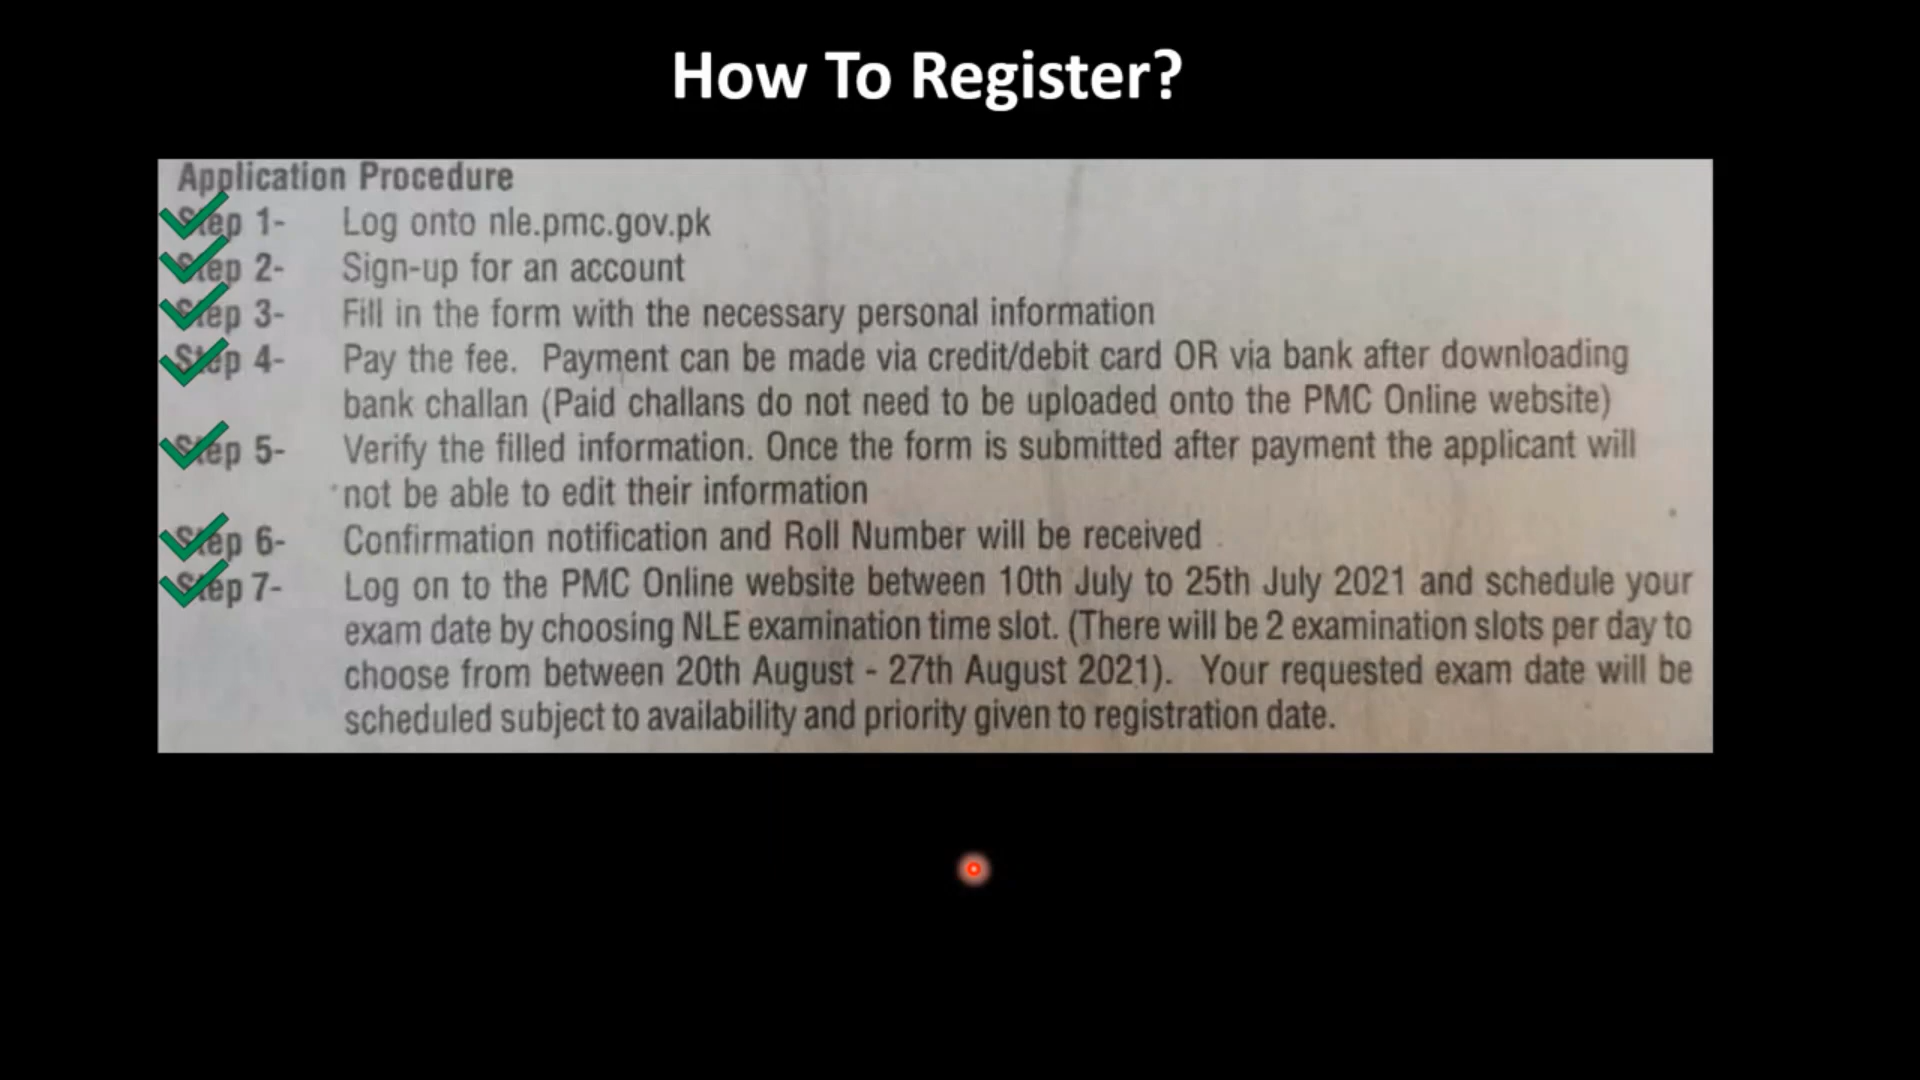 How To Register?
Application Procedure
Step 1- Log onto nle.pmc.gov.pk
Step 2- Sign-up for an account
Step 3- Fill in the form with the necessary personal information
Step 4- Pay the fee. Payment can be made via credit/debit card OR via bank after downloading
bank challan (Paid challans do not need to be uploaded onto the PMC Online website)
Step 5- Verify the filled information. Once the form is submitted after payment the applicant will
not be able to edit their information
Step 6- Confirmation notification and Roll Number will be received
Step 7- Log on to the PMC Online website between 10th July to 25th July 2021 and schedule your
exam date by choosing NLE examination time slot. (There will be 2 examination slots per day to
choose from between 20th August - 27th August 2021). Your requested exam date will be
scheduled subject to availability and priority given to registration date.